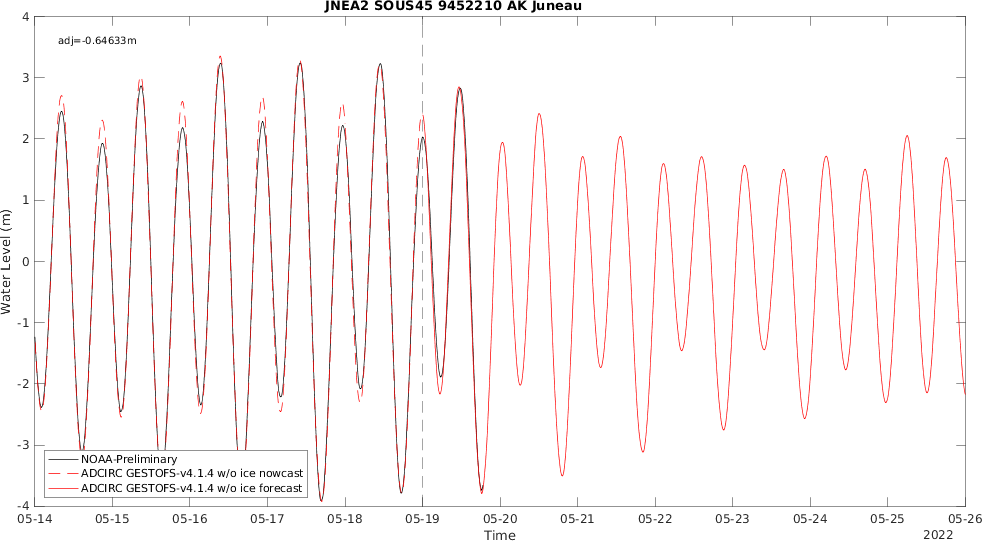 JNEA2 SOUS45 9452210 AK Juneau
adj=-0.64633m
4
3
2
1
0
-1
-2
-3
-4
Water Level (m)
NOAA-Preliminary
ADCIRC GESTOFS-v4.1.4 w/o ice nowcast
ADCIRC GESTOFS-v4.1.4 w/o ice forecast
05-14 05-15 05-16 05-17 05-18 05-19 05-20 05-21 05-22 05-23 05-24 05-25 05-26
Time
2022